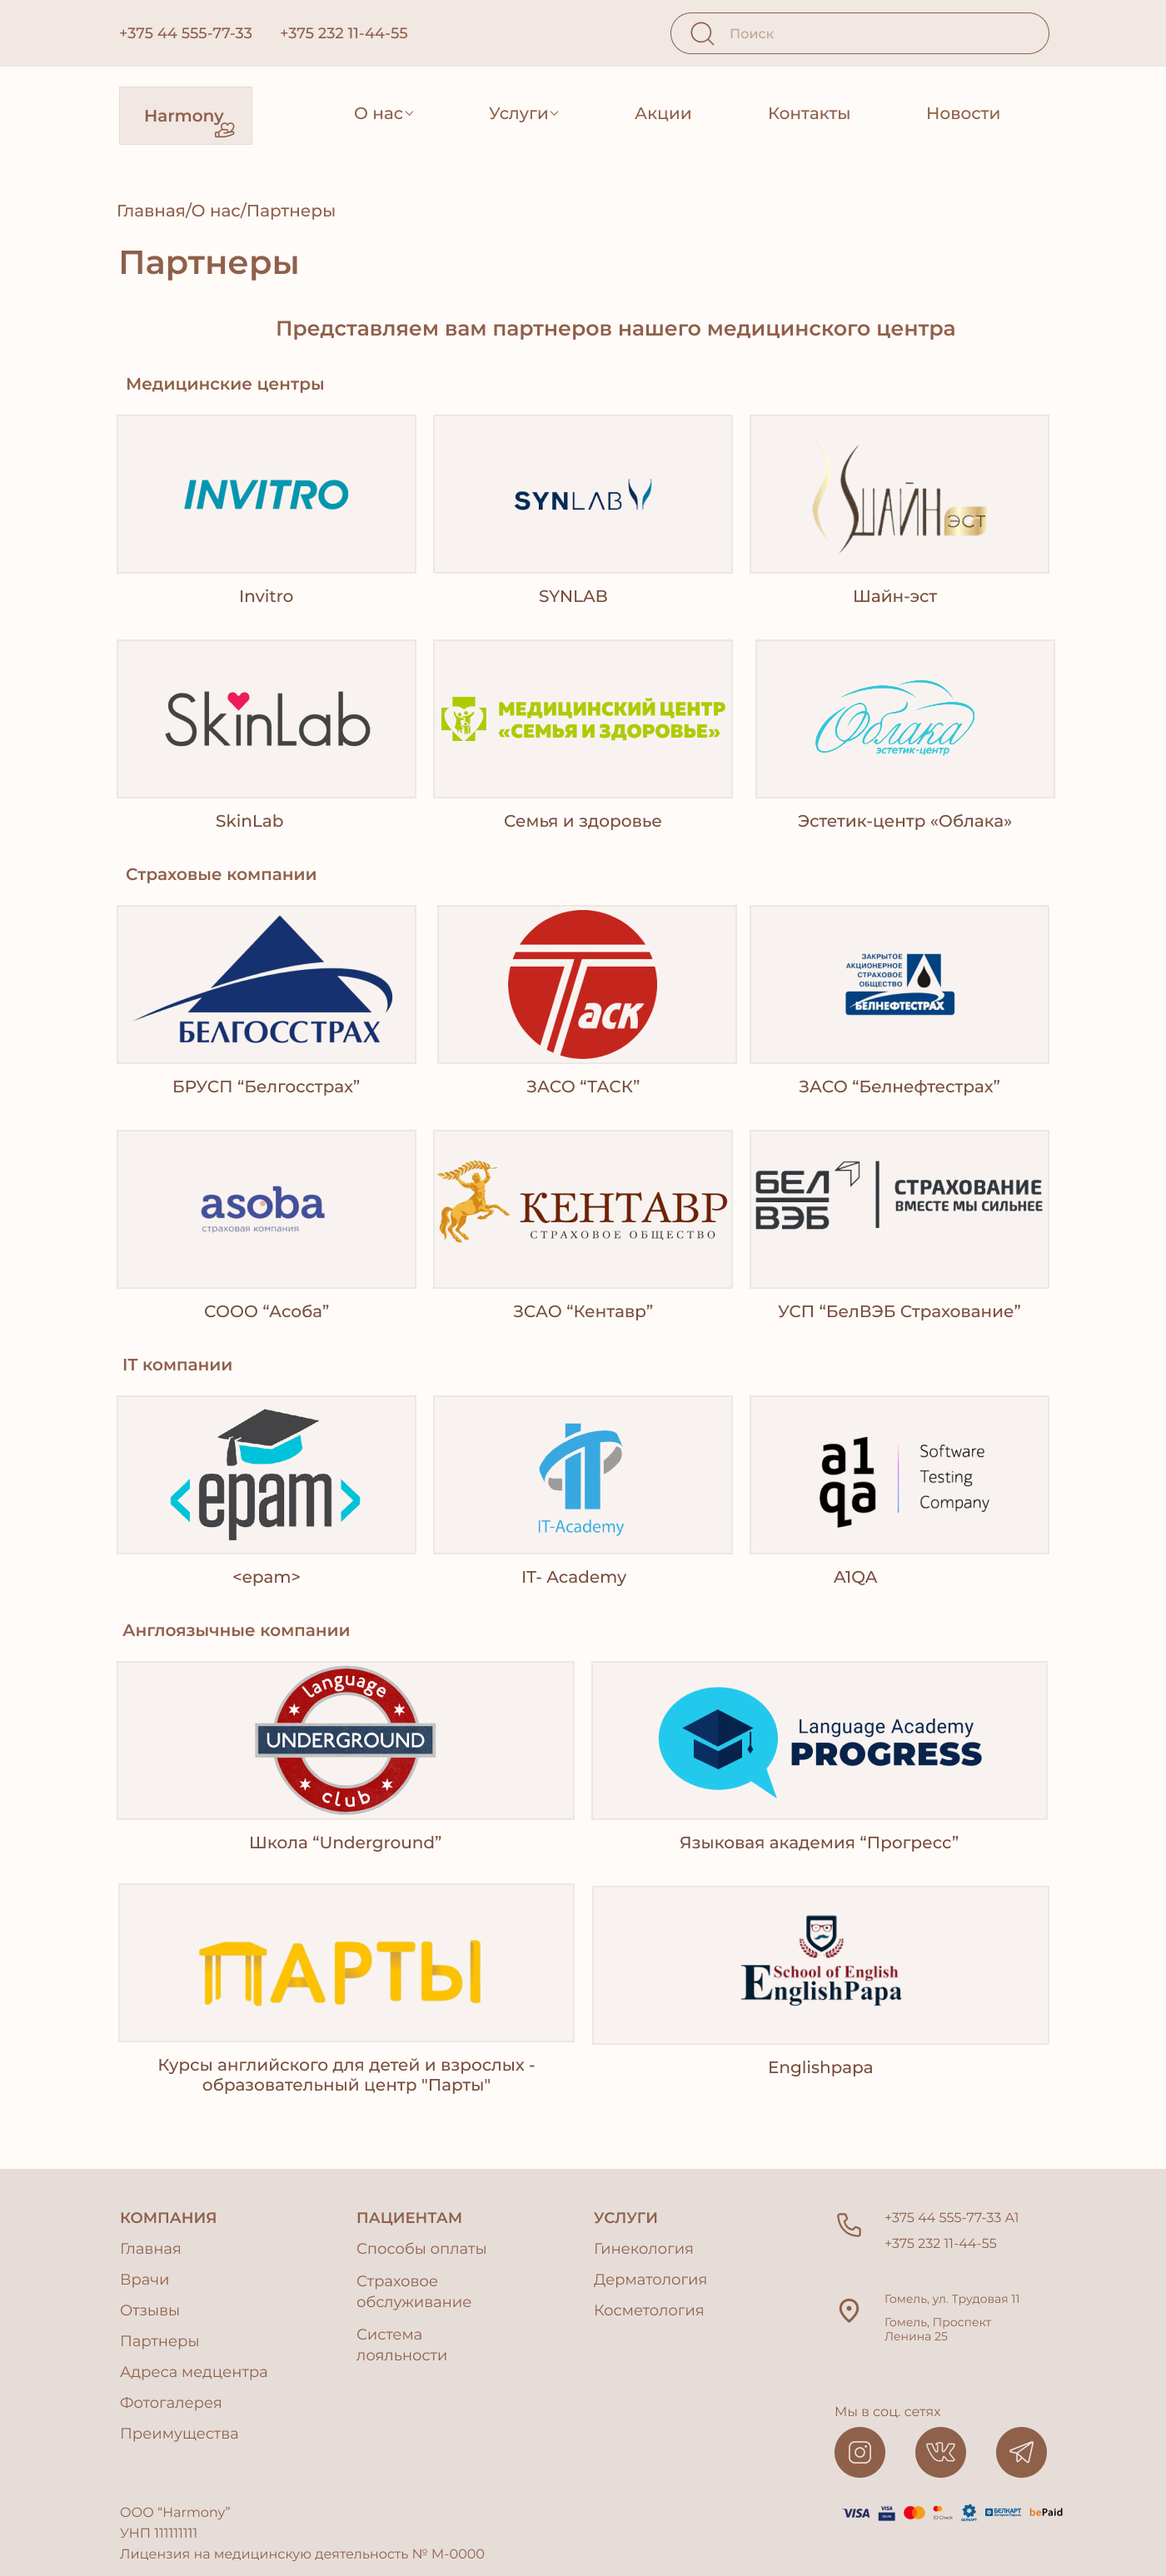 +375 44 555-77-33 +375 232 11-44-55 Поиск
Harmony О нас Услуги Акции Контакты Новости
Главная/О нас/Партнеры
Партнеры
Представляем вам партнеров нашего медицинского центра
Медицинские центры
INVITRO
SYNLAB
ШАЙН ЭСТ
Invitro SYNLAB Шайн-эст
SkinLab
МЕДИЦИНСКИЙ ЦЕНТР
«СЕМЬЯ И ЗДОРОВЬЕ»
Облака
эстетик-центр
SkinLab Семья и здоровье Эстетик-центр «Облака»
Страховые компании
БЕЛГОССТРАХ
Таск
ЗАКРЫТОЕ
АКЦИОНЕРНОЕ
СТРАХОВОЕ
ОБЩЕСТВО
БЕЛНЕФТЕСТРАХ
БРУСП “Белгосстрах” ЗАСО “ТАСК” ЗАСО “Белнефтестрах”
asoba
страховая компания
КЕНТАВР
СТРАХОВОЕ ОБЩЕСТВО
БЕЛ
ВЭБ
СТРАХОВАНИЕ
ВМЕСТЕ МЫ СИЛЬНЕЕ
СООО “Асоба” ЗСАО “Кентавр” УСП “БелВЭБ Страхование”
IT компании
<epam>
IT
IT-Academy
a1
qa
Software
Testing
Company
<epam> IT- Academy A1QA
Англоязычные компании
language
UNDERGROUND
club
Language Academy
PROGRESS
Школа “Underground” Языковая академия “Прогресс”
ПАРТЫ
School of English
EnglishPapa
Курсы английского для детей и взрослых -
образовательный центр "Парты"
Englishpapa
КОМПАНИЯ
Главная
Врачи
Отзывы
Партнеры
Адреса медцентра
Фотогалерея
Преимущества
ПАЦИЕНТАМ
Способы оплаты
Страховое
обслуживание
Система
лояльности
УСЛУГИ
Гинекология
Дерматология
Косметология
+375 44 555-77-33 A1
+375 232 11-44-55
Гомель, ул. Трудовая 11
Гомель, Проспект
Ленина 25
Мы в соц. сетях
VISA VISA БЕЛКАРТ БЕЛКАРТ bePaid
ООО “Harmony”
УНП 111111111
Лицензия на медицинскую деятельность № М-0000